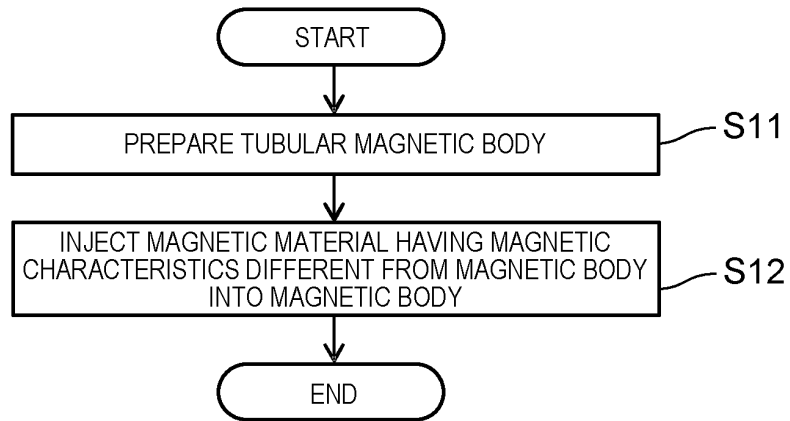 START
PREPARE TUBULAR MAGNETIC BODY
S11
INJECT MAGNETIC MATERIAL HAVING MAGNETIC
CHARACTERISTICS DIFFERENT FROM MAGNETIC BODY
INTO MAGNETIC BODY
S12
END